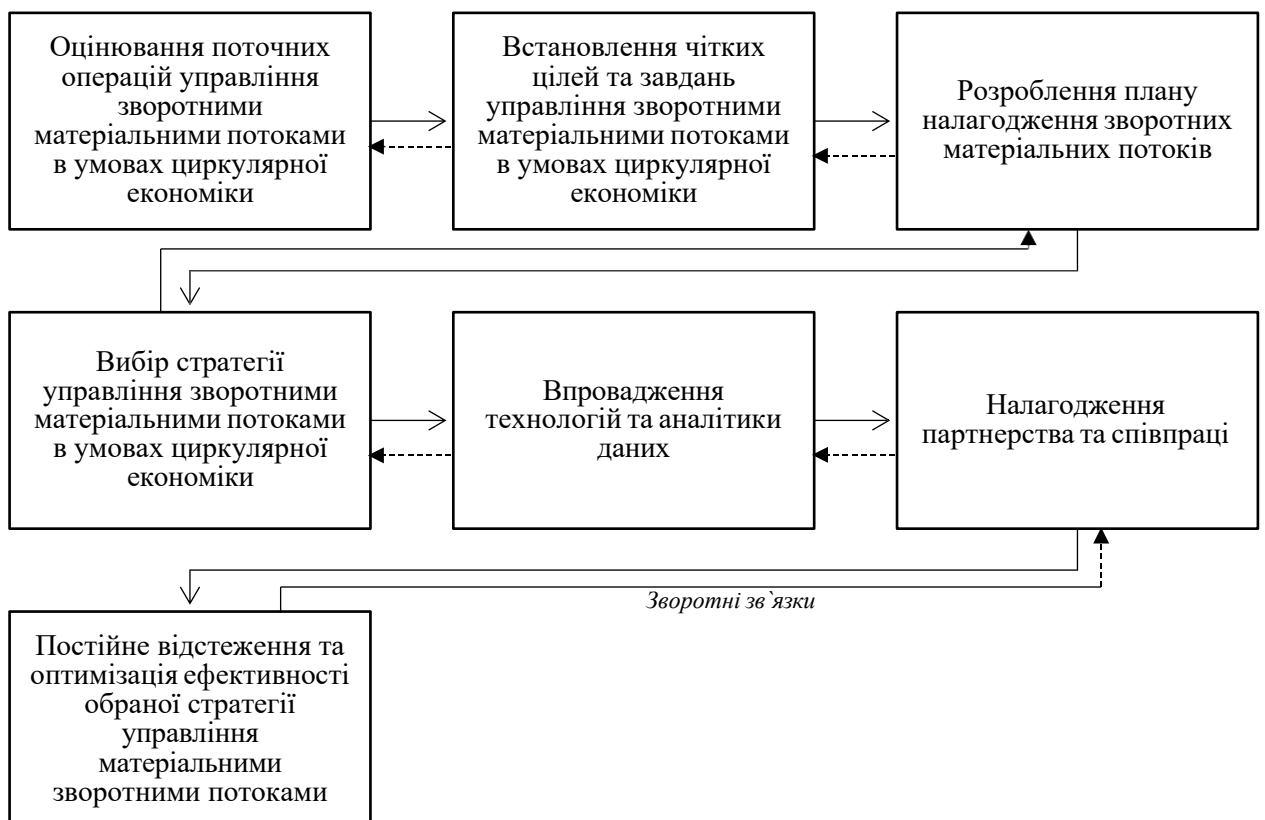 Оцінювання поточних
операцій управління
зворотними
матеріальними потоками
в умовах циркулярної
економіки
Встановлення чітких
цілей та завдань
управління зворотними
матеріальними потоками
в умовах циркулярної
економіки
Розроблення плану
налагодження зворотних
матеріальних потоків
Вибір стратегії
управління зворотними
матеріальними потоками
в умовах циркулярної
економіки
Впровадження
технологій та аналітики
даних
Налагодження
партнерства та співпраці
Зворотні зв`язки
Постійне відстеження та
оптимізація ефективності
обраної стратегії
управління
матеріальними
зворотними потоками